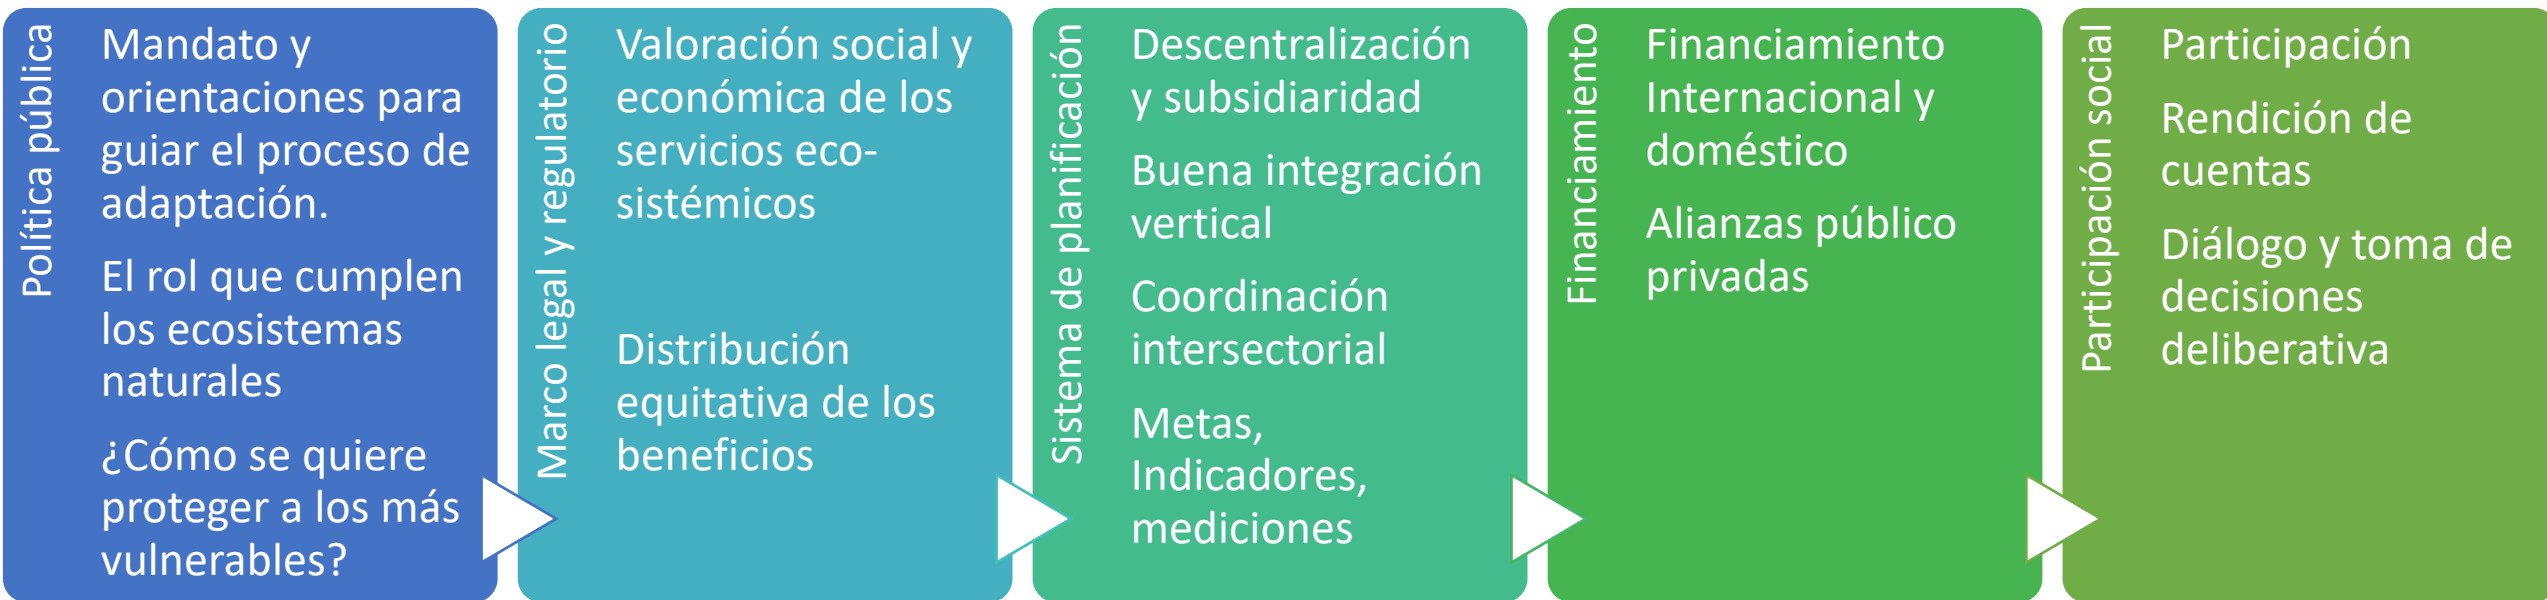 Política pública
Mandato y
orientaciones para
guiar el proceso de
adaptación.
El rol que cumplen
los ecosistemas
naturales
¿Cómo se quiere
proteger a los más
vulnerables?
Marco legal y regulatorio
Valoración social y
económica de los
servicios eco-
sistémicos
Distribución
equitativa de los
beneficios
Sistema de planificación
Descentralización
y subsidiaridad
Buena integración
vertical
Coordinación
intersectorial
Metas,
Indicadores,
mediciones
Financiamiento
Financiamiento
Internacional y
doméstico
Alianzas público
privadas
Participación social
Participación
Rendición de
cuentas
Diálogo y toma de
decisiones
deliberativa